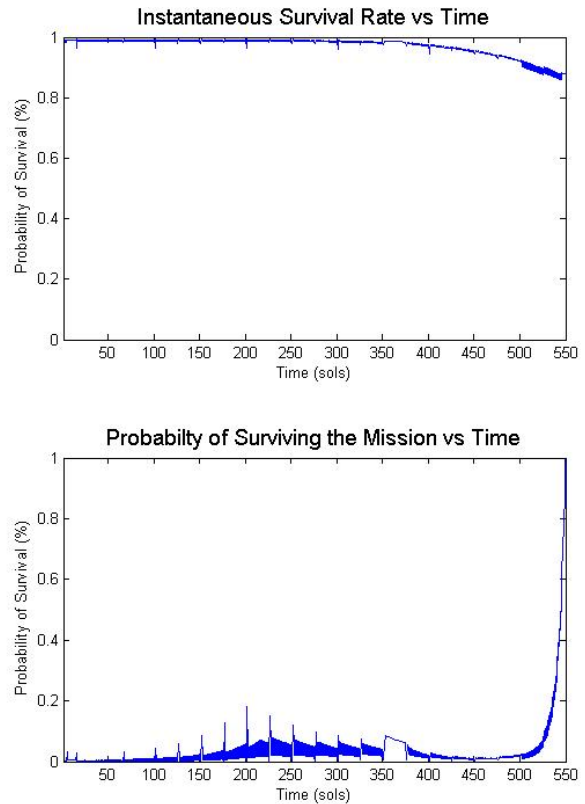 Instantaneous Survival Rate vs Time
Probability of Survival (%)
1
0.8
0.6
0.4
0.2
0
50 100 150 200 250 300 350 400 450 500 550
Time (sols)
Probabilty of Surviving the Mission vs Time
Probability of Survival (%)
1
0.8
0.6
0.4
0.2
0
50 100 150 200 250 300 350 400 450 500 550
Time (sols)